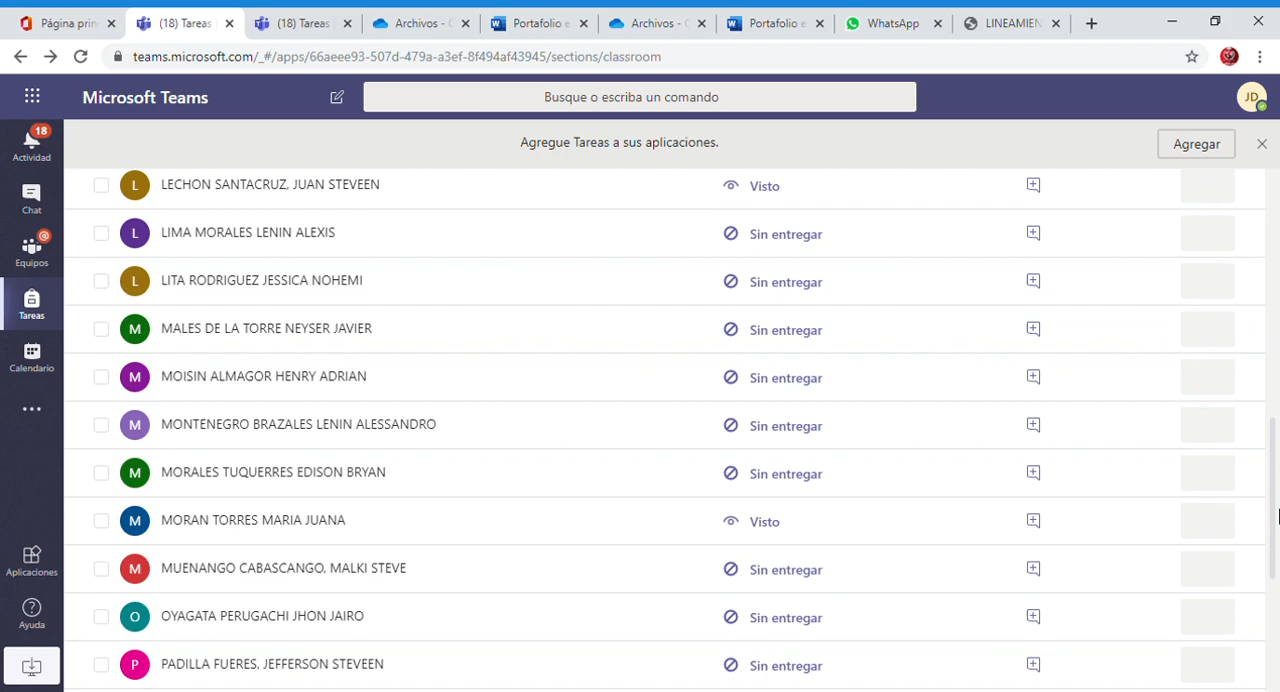 Página prin
(18) Tareas
(18) Tareas
Archivos - O
Portafolio e
Archivos - O
Portafolio e
WhatsApp
LINEAMIEN
teams.microsoft.com/_#/apps/66aeee93-507d-479a-a3ef-8f494af43945/sections/classroom
Microsoft Teams
Busque o escriba un comando
JD
18
Actividad
Chat
@
Equipos
Tareas
Calendario
Aplicaciones
Ayuda
Agregue Tareas a sus aplicaciones.
Agregar
L LECHON SANTACRUZ, JUAN STEVEEN Visto
L LIMA MORALES LENIN ALEXIS Sin entregar
L LITA RODRIGUEZ JESSICA NOHEMI Sin entregar
M MALES DE LA TORRE NEYSER JAVIER Sin entregar
M MOISIN ALMAGOR HENRY ADRIAN Sin entregar
M MONTENEGRO BRAZALES LENIN ALESSANDRO Sin entregar
M MORALES TUQUERRES EDISON BRYAN Sin entregar
M MORAN TORRES MARIA JUANA Visto
M MUENANGO CABASCANGO, MALKI STEVE Sin entregar
O OYAGATA PERUGACHI JHON JAIRO Sin entregar
P PADILLA FUERES, JEFFERSON STEVEEN Sin entregar